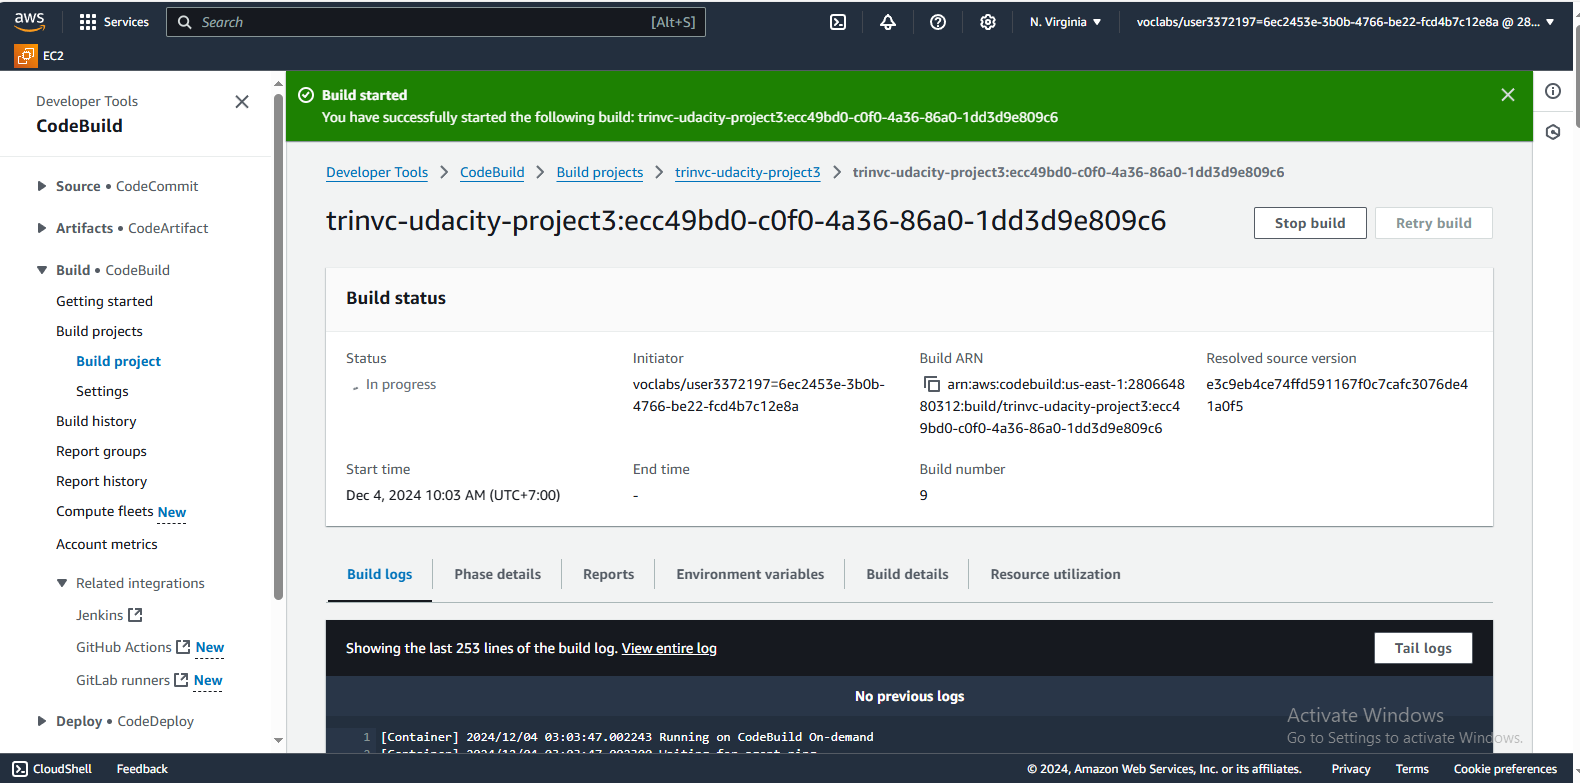 aws
Services
Search
[Alt+S]
N. Virginia
voclabs/user3372197=6ec2453e-3b0b-4766-be22-fcd4b7c12e8a @ 28...
EC2
Developer Tools
CodeBuild
Source • CodeCommit
Artifacts • CodeArtifact
Build • CodeBuild
Getting started
Build projects
Build project
Settings
Build history
Report groups
Report history
Compute fleets New
Account metrics
Related integrations
Jenkins
GitHub Actions New
GitLab runners New
Deploy • CodeDeploy
Build started
You have successfully started the following build: trinvc-udacity-project3:ecc49bd0-c0f0-4a36-86a0-1dd3d9e809c6
Developer Tools
CodeBuild
Build projects
trinvc-udacity-project3
trinvc-udacity-project3:ecc49bd0-c0f0-4a36-86a0-1dd3d9e809c6
trinvc-udacity-project3:ecc49bd0-c0f0-4a36-86a0-1dd3d9e809c6
Stop build
Retry build
Build status
Status
In progress
Initiator
voclabs/user3372197=6ec2453e-3b0b-
4766-be22-fcd4b7c12e8a
Build ARN
arn:aws:codebuild:us-east-1:2806648
80312:build/trinvc-udacity-project3:ecc4
9bd0-c0f0-4a36-86a0-1dd3d9e809c6
Resolved source version
e3c9eb4ce74ffd591167f0c7cafc3076de4
1a0f5
Start time
Dec 4, 2024 10:03 AM (UTC+7:00)
End time
-
Build number
9
Build logs
Phase details
Reports
Environment variables
Build details
Resource utilization
Showing the last 253 lines of the build log. View entire log
Tail logs
No previous logs
1 [Container] 2024/12/04 03:03:47.002243 Running on CodeBuild On-demand
Activate Windows
Go to Settings to activate Windows.
CloudShell
Feedback
© 2024, Amazon Web Services, Inc. or its affiliates.
Privacy
Terms
Cookie preferences